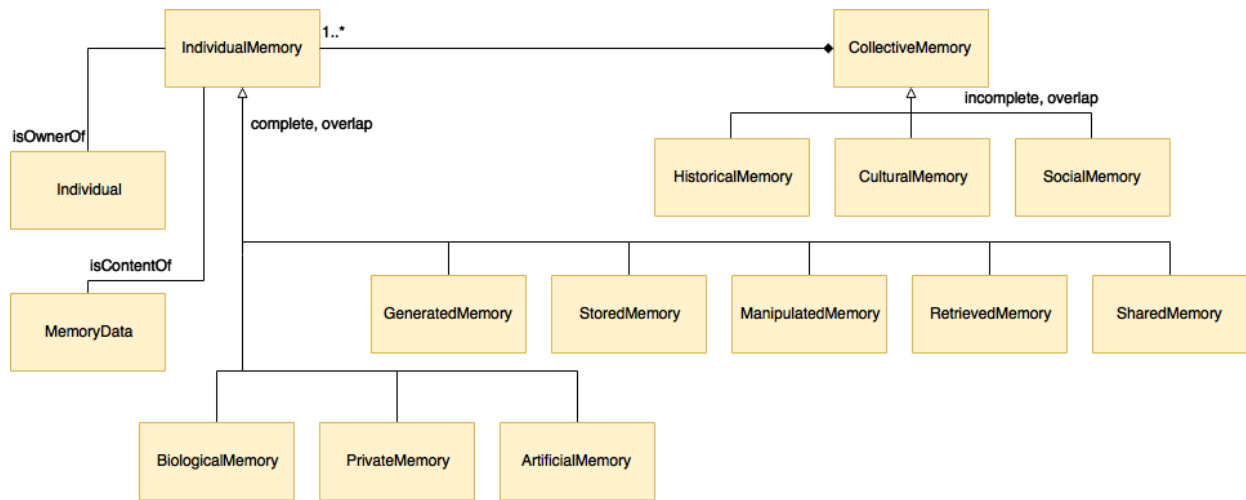 1..*
IndividualMemory
CollectiveMemory
complete, overlap
incomplete, overlap
isOwnerOf
Individual
HistoricalMemory
CulturalMemory
SocialMemory
isContentOf
MemoryData
GeneratedMemory
StoredMemory
ManipulatedMemory
RetrievedMemory
SharedMemory
BiologicalMemory
PrivateMemory
ArtificialMemory